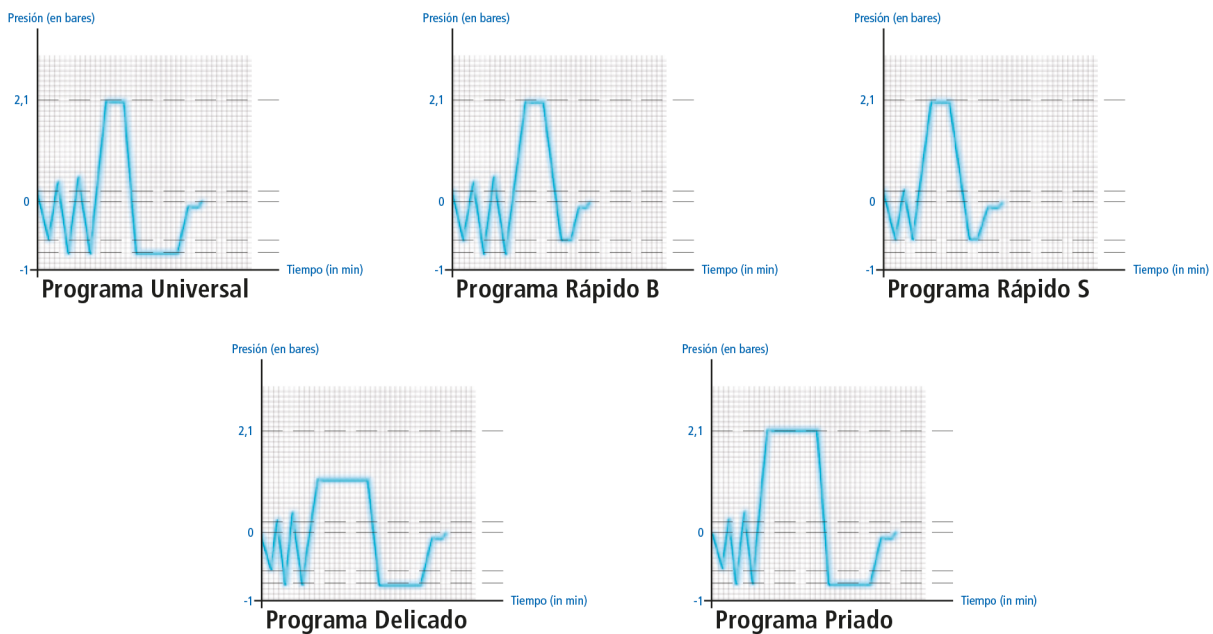 Presión (en bares)
2,1
0
-1
Tiempo (in min)
Programa Universal
Presión (en bares)
2,1
0
-1
Tiempo (in min)
Programa Rápido B
Presión (en bares)
2,1
0
-1
Tiempo (in min)
Programa Rápido S
Presión (en bares)
2,1
0
-1
Tiempo (in min)
Programa Delicado
Presión (en bares)
2,1
0
-1
Tiempo (in min)
Programa Priado